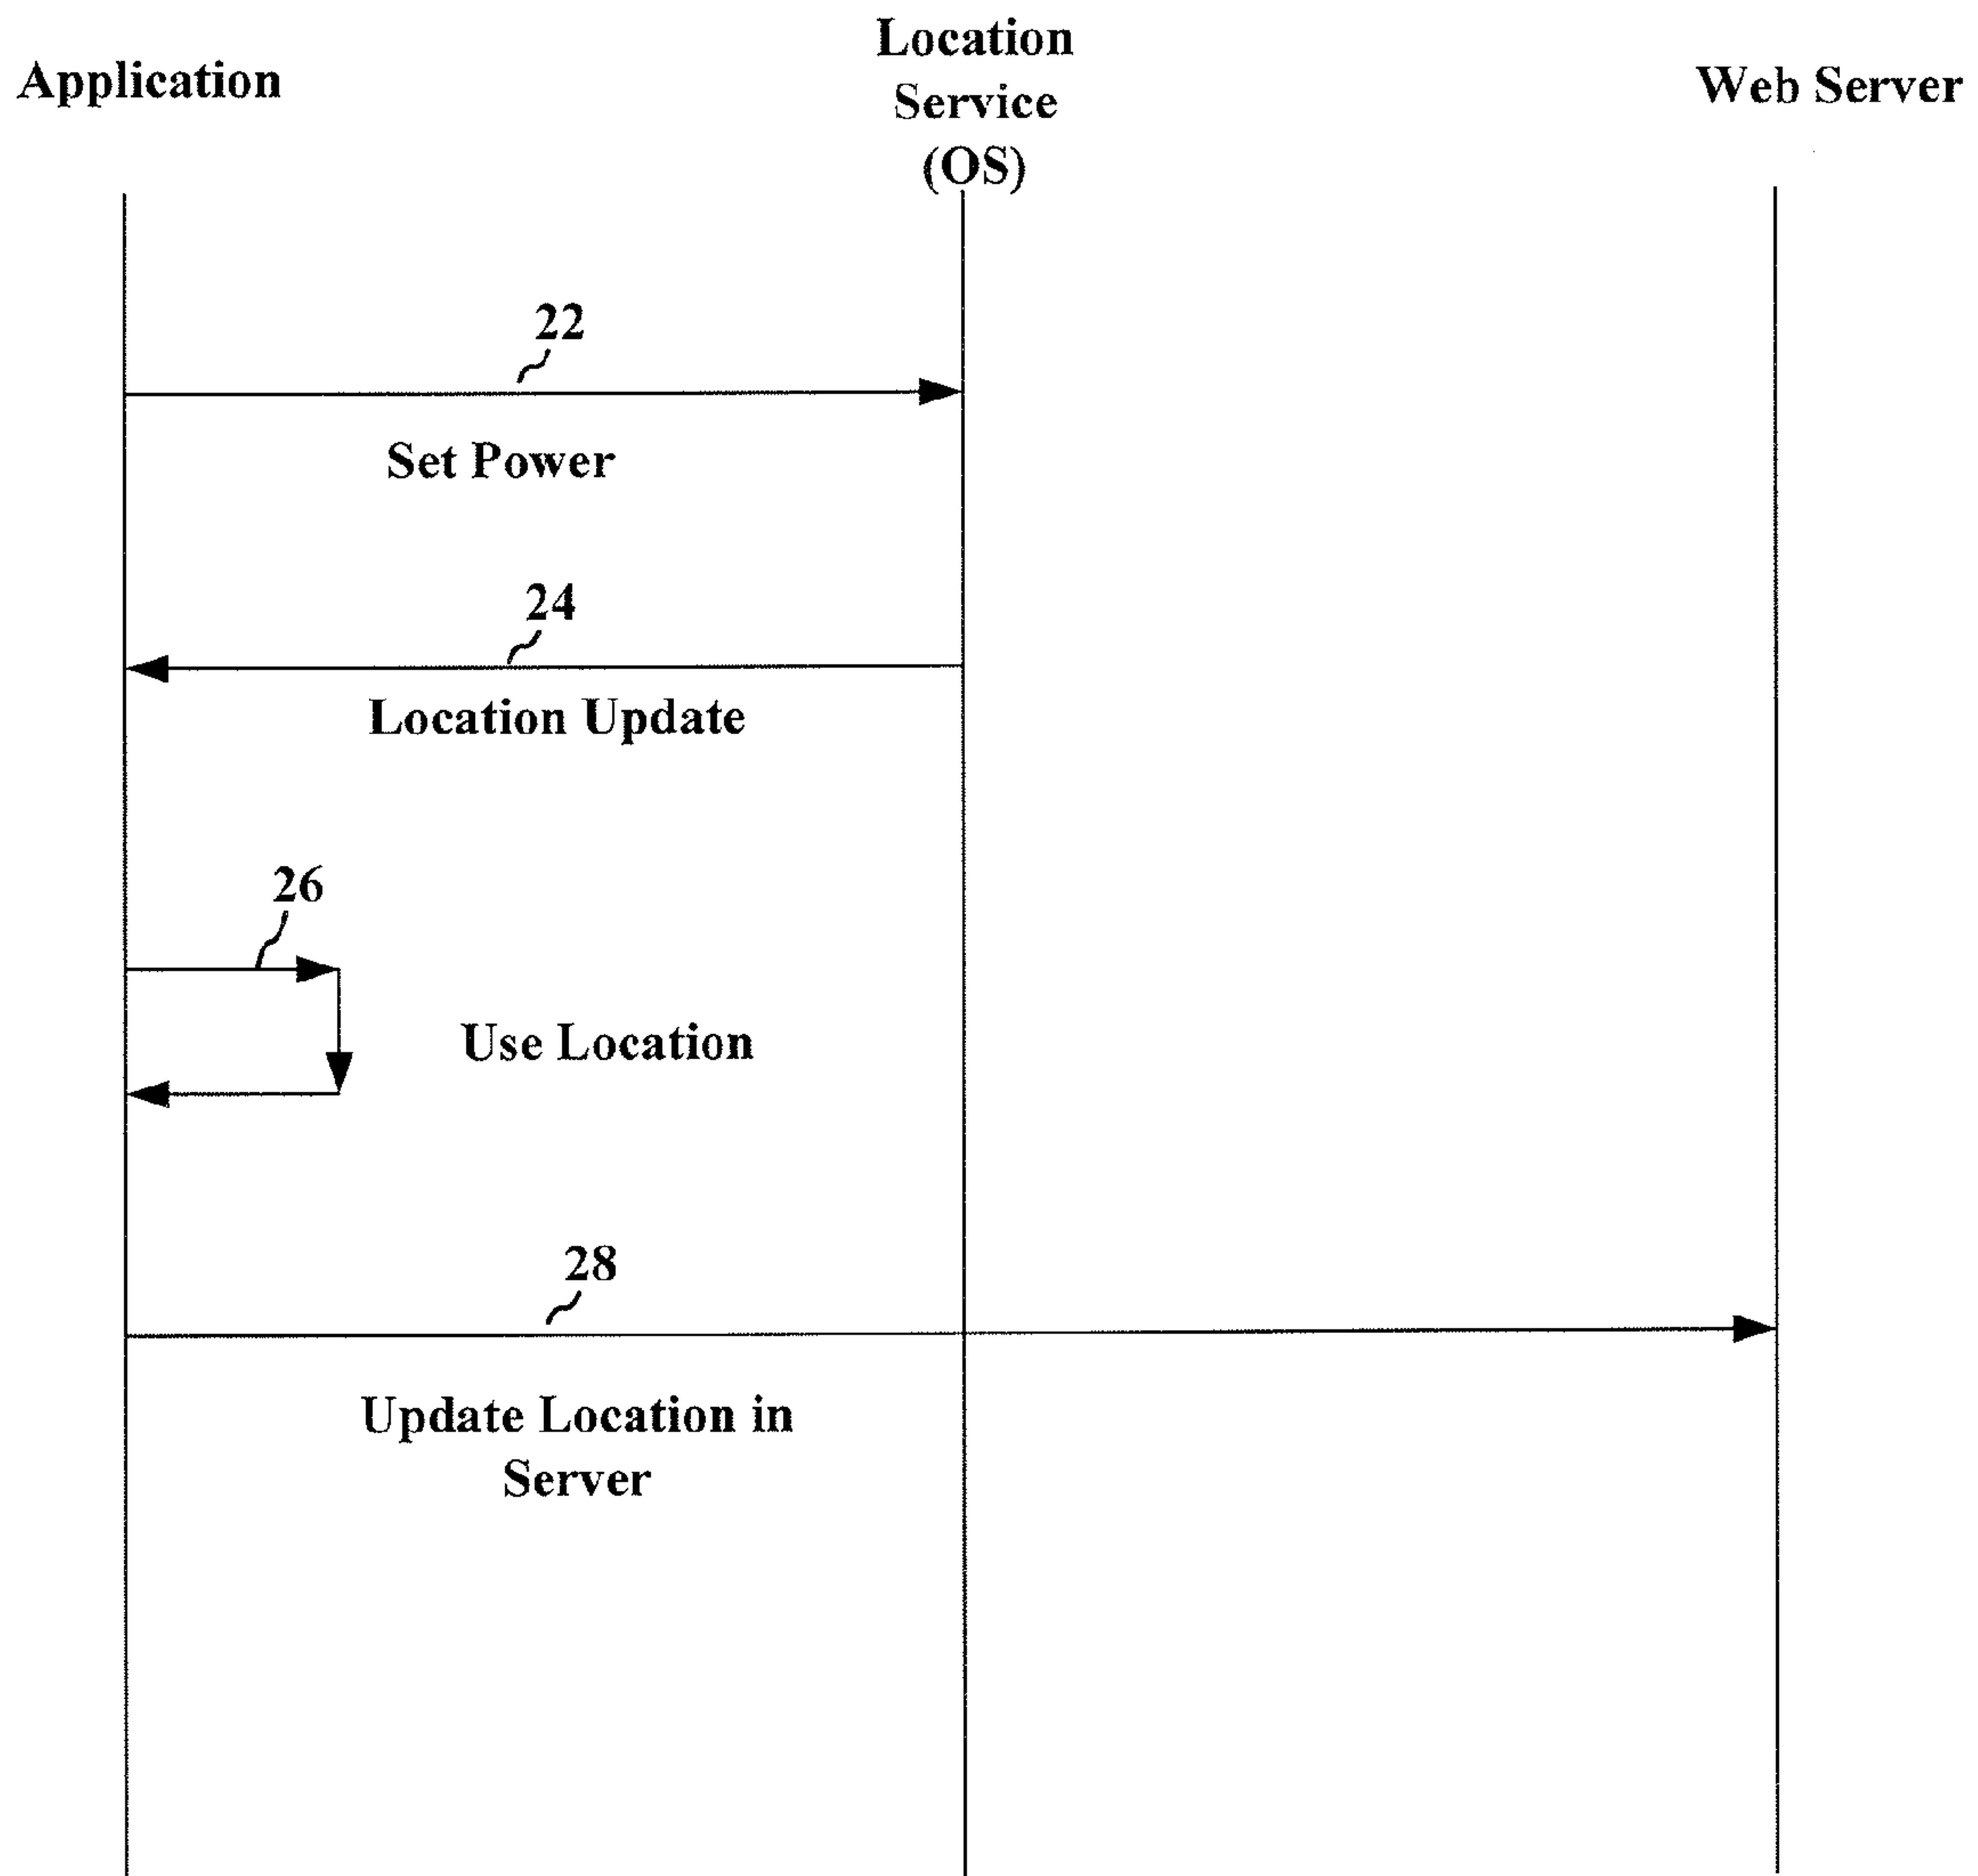 Application
Location
Service
(OS)
Web Server
22
Set Power
24
Location Update
26
Use Location
28
Update Location in
Server